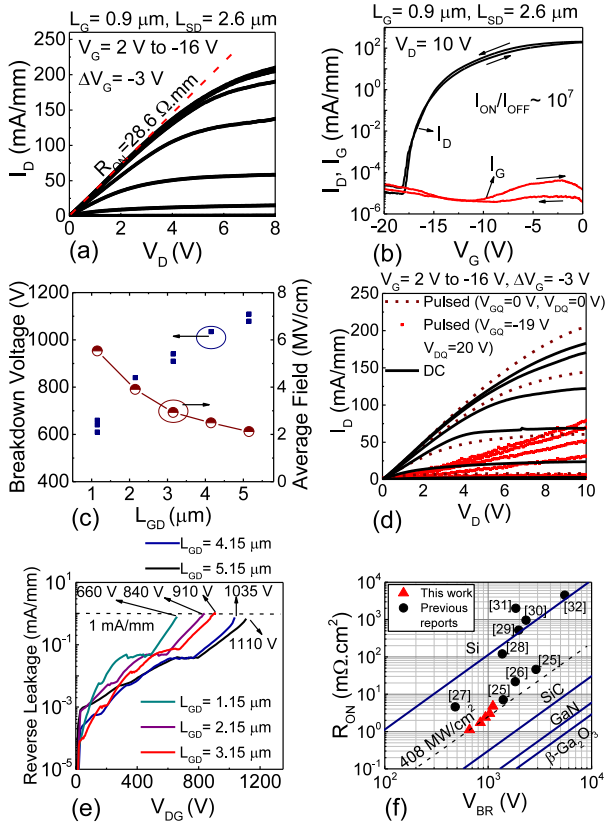 L_G = 0.9 μm, L_SD = 2.6 μm
V_G = 2 V to -16 V
ΔV_G = -3 V
R_ON=28.6 Ω.mm
I_D (mA/mm)
250
200
150
100
50
0
0 2 4 6 8
V_D (V)
(a)
L_G = 0.9 μm, L_SD = 2.6 μm
V_D = 10 V
I_ON/I_OFF ~ 10^7
I_D
I_G
I_D, I_G (mA/mm)
10^2
10^0
10^-2
10^-4
10^-6
-20 -15 -10 -5 0
V_G (V)
(b)
Breakdown Voltage (V)
1200
1000
800
600
400
8
6
4
2
0
Average Field (MV/cm)
1 2 3 4 5
L_GD (μm)
(c)
V_G = 2 V to -16 V, ΔV_G = -3 V
Pulsed (V_GQ=0 V, V_DQ=0 V)
Pulsed (V_GQ=-19 V
V_DQ=20 V)
DC
I_D (mA/mm)
250
200
150
100
50
0
0 2 4 6 8 10
V_D (V)
(d)
L_GD= 4.15 μm
L_GD= 5.15 μm
660 V 840 V 910 V 1035 V
1 mA/mm
1110 V
L_GD= 1.15 μm
L_GD= 2.15 μm
L_GD= 3.15 μm
Reverse Leakage (mA/mm)
10^1
10^-1
10^-3
10^-5
0 400 800 1200
V_DG (V)
(e)
This work
Previous reports
[31]
[30]
[32]
[29]
[28]
[26]
[25]
[27]
[25]
Si
SiC
GaN
β-Ga_2O_3
408 MW/cm^2
R_ON (mΩ.cm^2)
10^4
10^3
10^2
10^1
10^0
10^-1
10^2 10^3 10^4
V_BR (V)
(f)